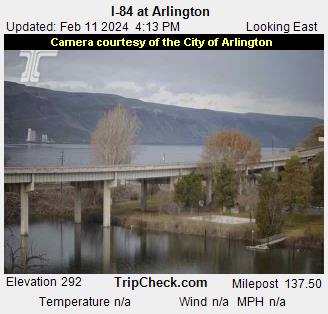 I-84 at Arlington
Updated: Feb 11 2024 4:13 PM Looking East
Camera courtesy of the City of Arlington
Elevation 292 TripCheck.com Milepost 137.50
Temperature n/a Wind n/a MPH n/a